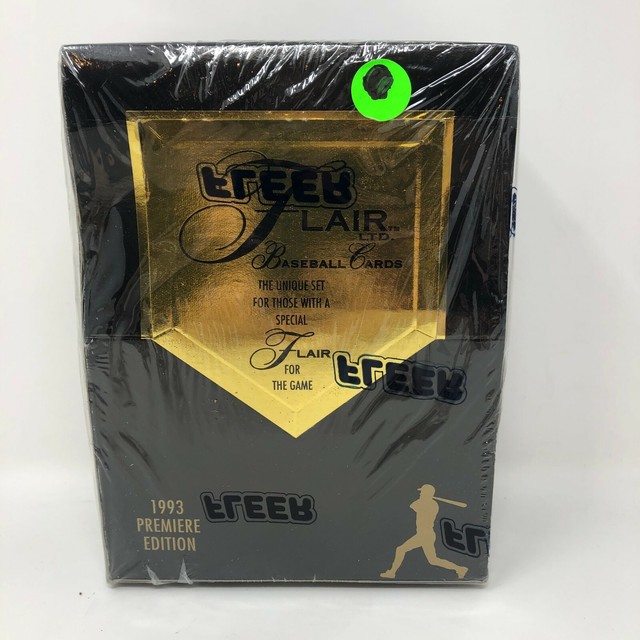 FLEER
FLAIR™
LTD.
BASEBALL CARDS
THE UNIQUE SET
FOR THOSE WITH A
SPECIAL
FLAIR
FLEER
FOR
THE GAME
1993
PREMIERE
EDITION
FLEER